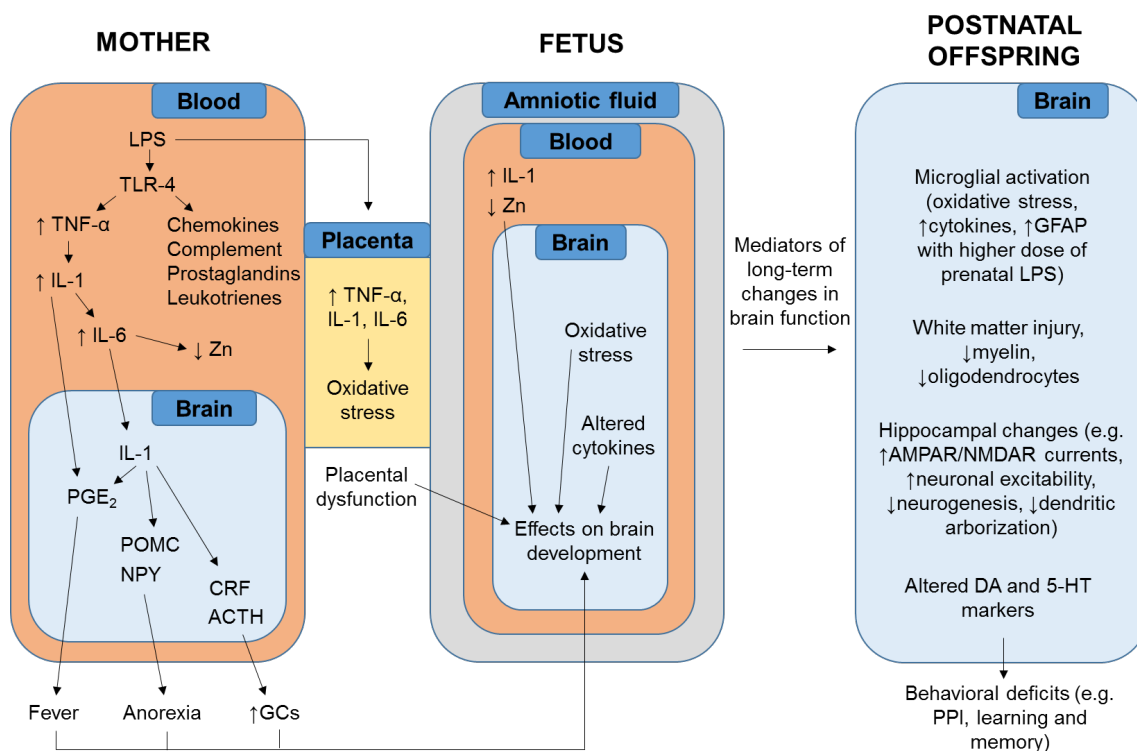 MOTHER
Blood
LPS
TLR-4
↑ TNF-α
Chemokines
Complement
Prostaglandins
Leukotrienes
↑ IL-1
↑ IL-6
↓ Zn
Brain
IL-1
PGE₂
POMC
NPY
CRF
ACTH
Fever
Anorexia
↑GCs
Placenta
↑ TNF-α,
IL-1, IL-6
Oxidative
stress
Placental
dysfunction
FETUS
Amniotic fluid
Blood
↑ IL-1
↓ Zn
Brain
Oxidative
stress
Altered
cytokines
Effects on brain
development
Mediators of
long-term
changes in
brain function
POSTNATAL
OFFSPRING
Brain
Microglial activation
(oxidative stress,
↑cytokines, ↑GFAP
with higher dose of
prenatal LPS)
White matter injury,
↓myelin,
↓oligodendrocytes
Hippocampal changes (e.g.
↑AMPAR/NMDAR currents,
↑neuronal excitability,
↓neurogenesis, ↓dendritic
arborization)
Altered DA and 5-HT
markers
Behavioral deficits (e.g.
PPI, learning and
memory)